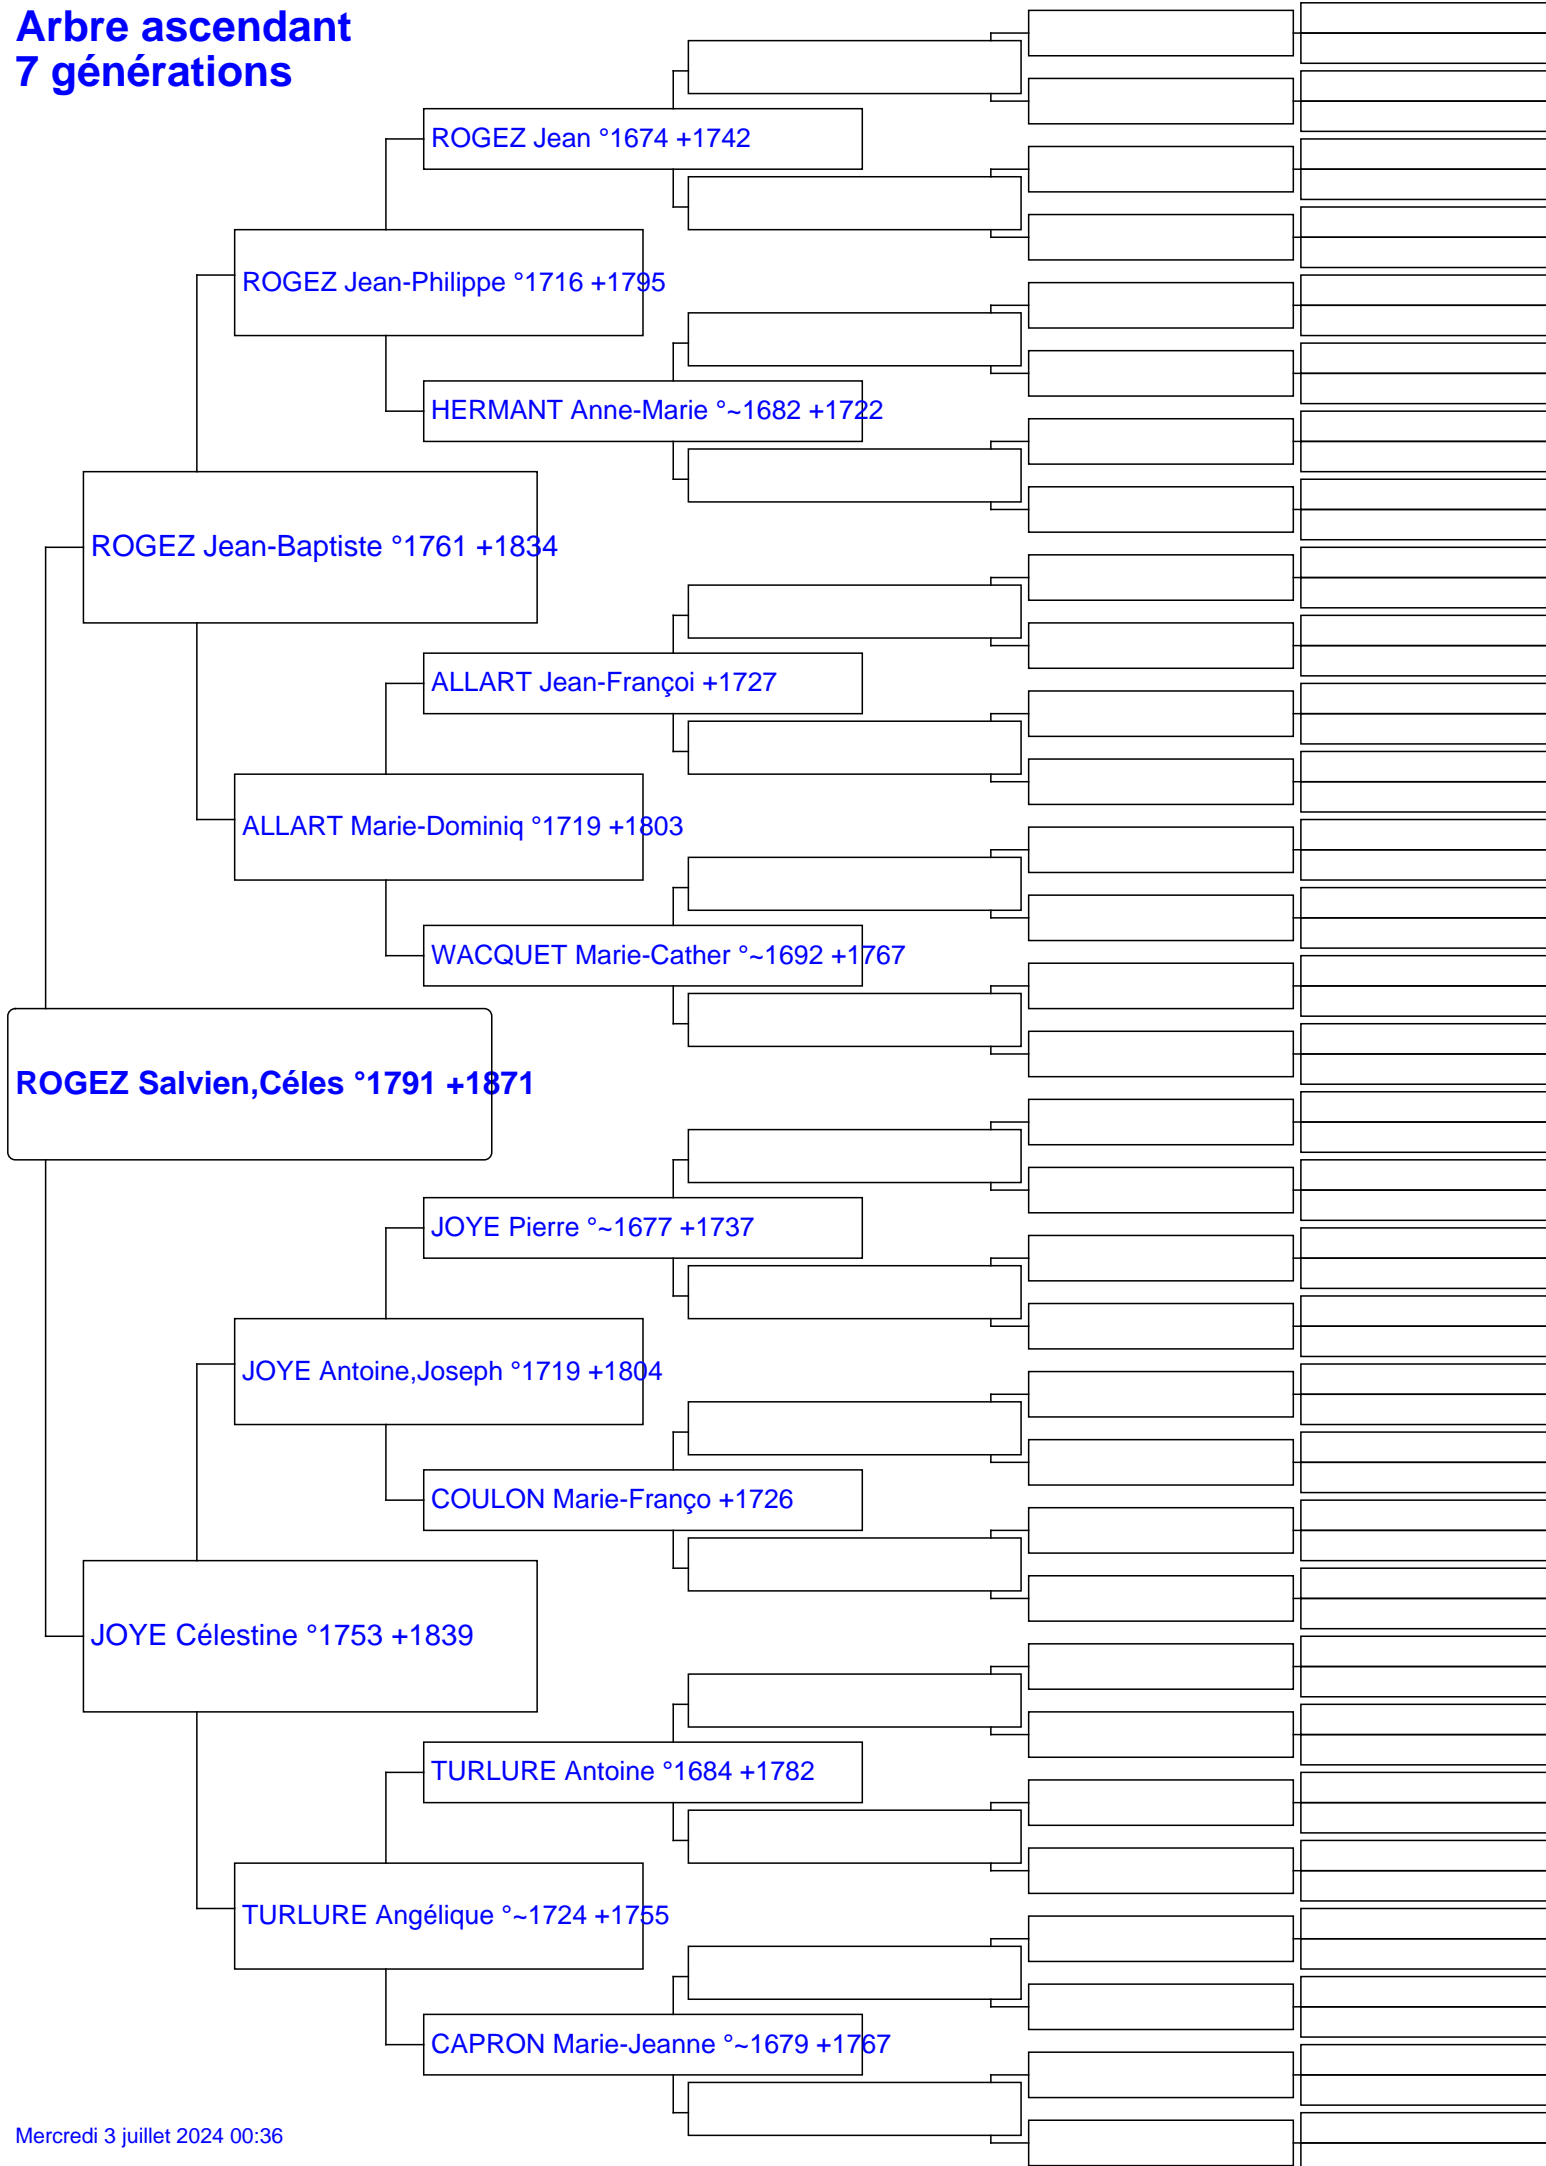 Arbre ascendant
7 générations
ROGEZ Jean °1674 +1742
ROGEZ Jean-Philippe °1716 +1795
HERMANT Anne-Marie °~1682 +1722
ROGEZ Jean-Baptiste °1761 +1834
ALLART Jean-Françoi +1727
ALLART Marie-Dominiq °1719 +1803
WACQUET Marie-Cather °~1692 +1767
ROGEZ Salvien,Céles °1791 +1871
JOYE Pierre °~1677 +1737
JOYE Antoine,Joseph °1719 +1804
COULON Marie-Franço +1726
JOYE Célestine °1753 +1839
TURLURE Antoine °1684 +1782
TURLURE Angélique °~1724 +1755
CAPRON Marie-Jeanne °~1679 +1767
Mercredi 3 juillet 2024 00:36